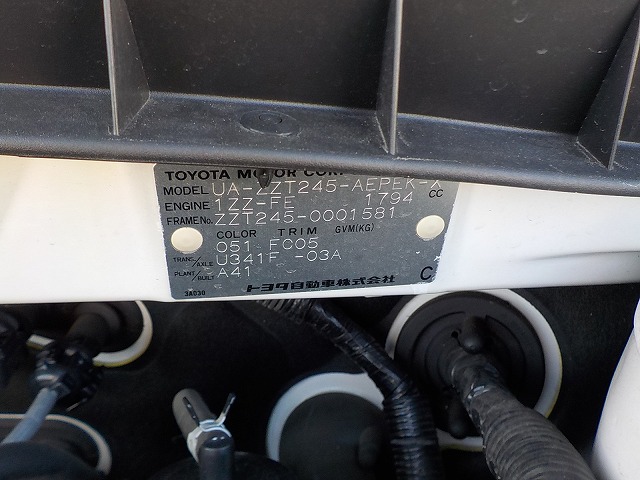 TOYOTA MOTOR CORP
MODEL UA-ZZT245-AEPEK-X
ENGINE 1ZZ-FE 1794 CC
FRAME No. ZZT245-0001581
COLOR TRIM GVM(KG)
051 FC05
TRANS./AXLE U341F -03A
PLANT/BUILT A41
トヨタ自動車株式会社 C
3A030